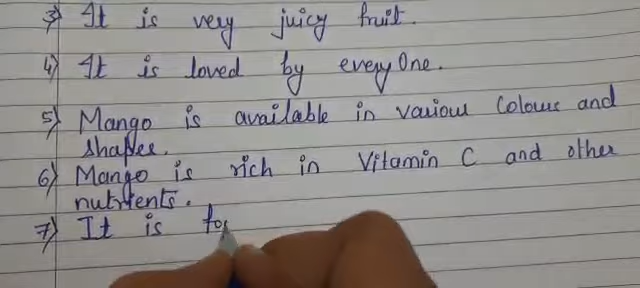 3) It is very juicy fruit.
4) It is loved by everyone.
5) Mango is available in various Colours and
shapes.
6) Mango is rich in Vitamin C and other
nutrients.
7) It is fo